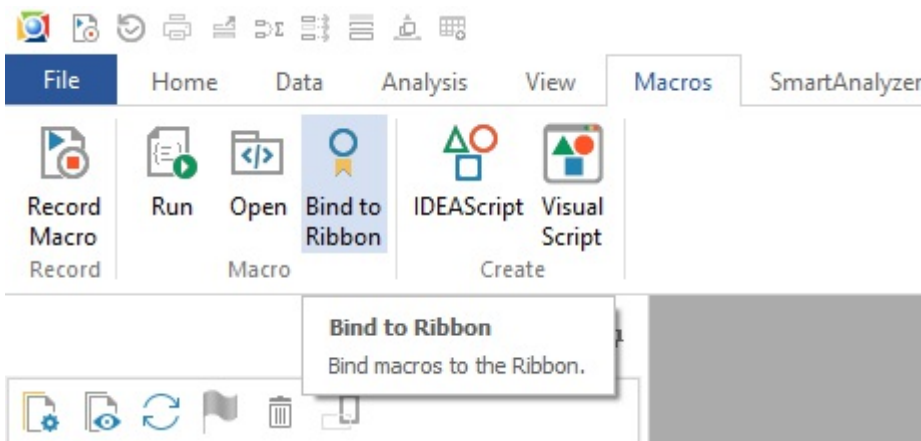 File Home Data Analysis View Macros SmartAnalyzer
Record Macro
Run
Open
Bind to Ribbon
IDEAScript
Visual Script
Record Macro Create
Bind to Ribbon
Bind macros to the Ribbon.